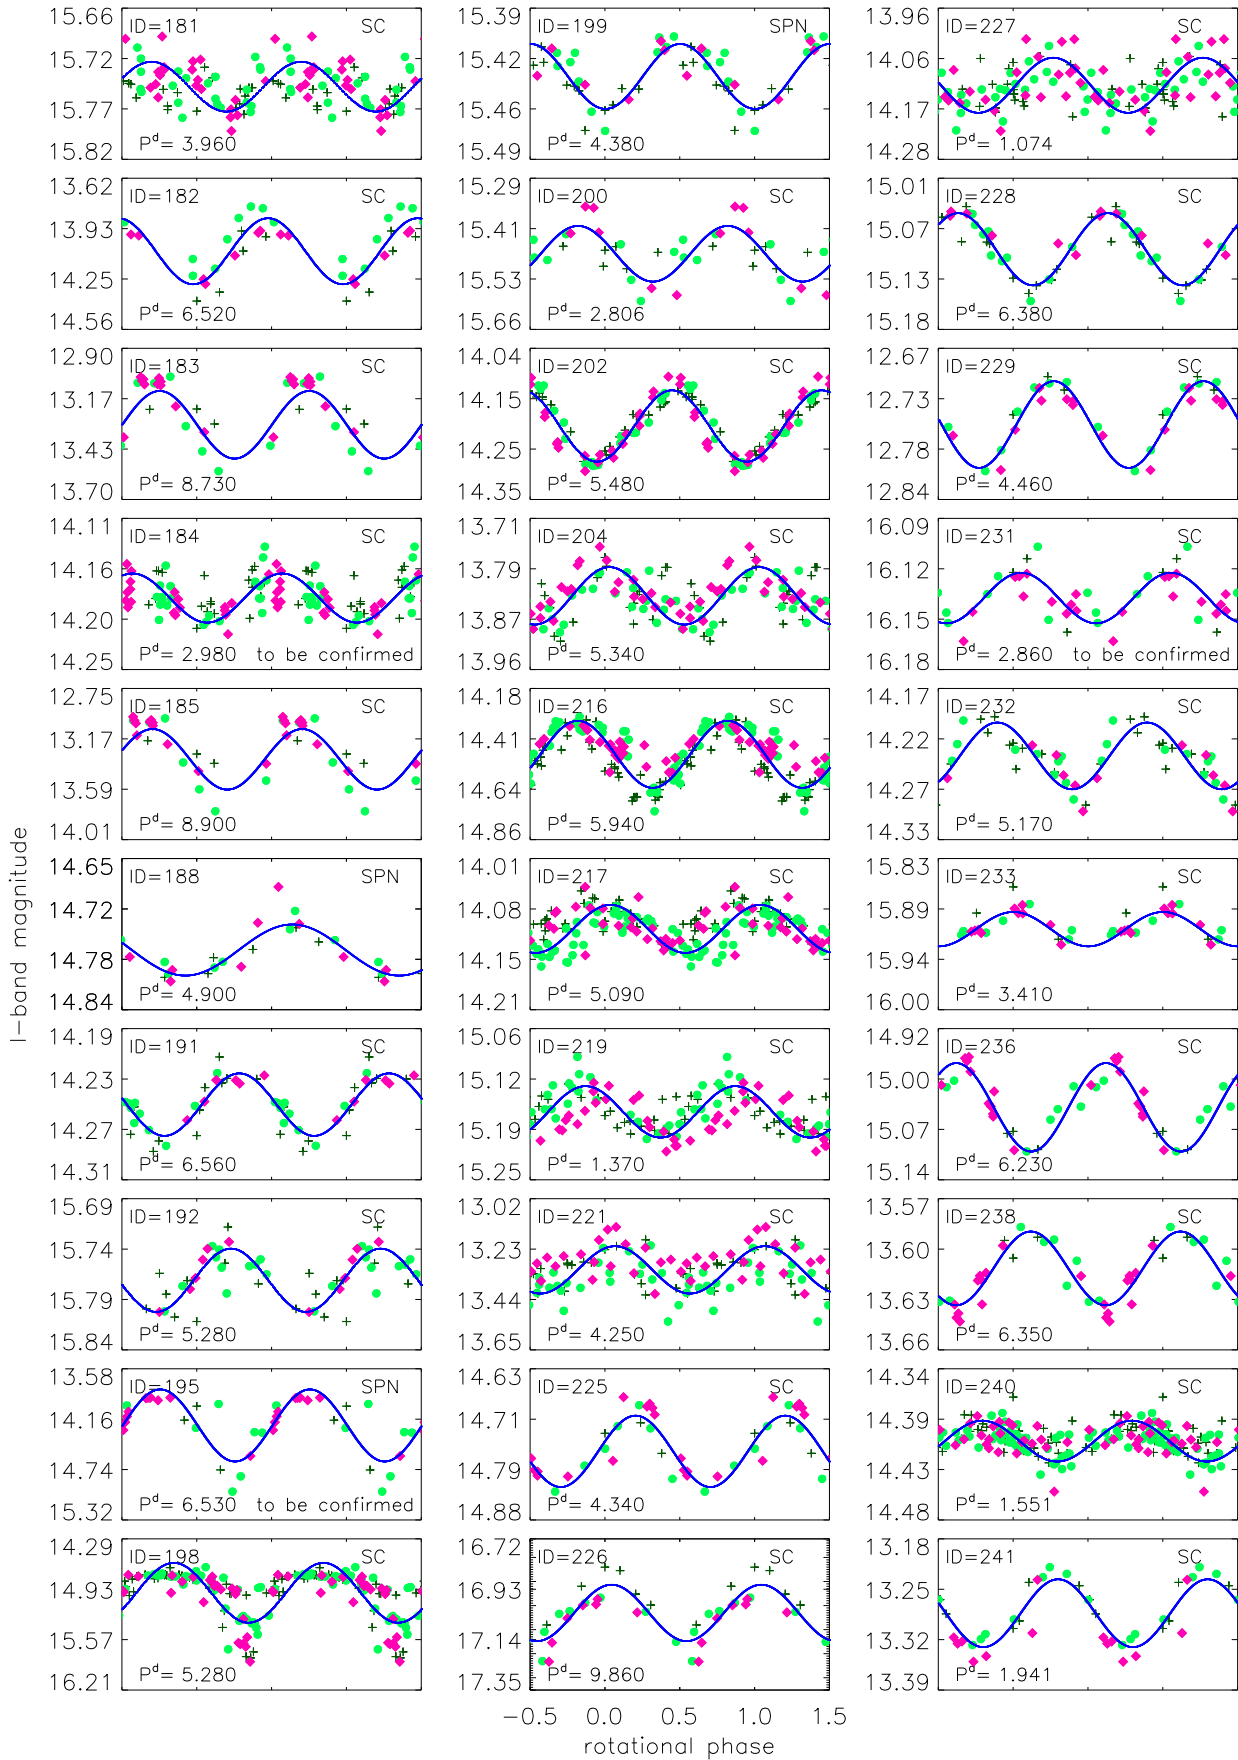 15.66
15.72
15.77
15.82
ID=181 SC
P^d= 3.960
15.39
15.42
15.46
15.49
ID=199 SPN
P^d= 4.380
13.96
14.06
14.17
14.28
ID=227 SC
P^d= 1.074
13.62
13.93
14.25
14.56
ID=182 SC
P^d= 6.520
15.29
15.41
15.53
15.66
ID=200 SC
P^d= 2.806
15.01
15.07
15.13
15.18
ID=228 SC
P^d= 6.380
12.90
13.17
13.43
13.70
ID=183 SC
P^d= 8.730
14.04
14.15
14.25
14.35
ID=202 SC
P^d= 5.480
12.67
12.73
12.78
12.84
ID=229 SC
P^d= 4.460
14.11
14.16
14.20
14.25
ID=184 SC
P^d= 2.980 to be confirmed
13.71
13.79
13.87
13.96
ID=204 SC
P^d= 5.340
16.09
16.12
16.15
16.18
ID=231 SC
P^d= 2.860 to be confirmed
12.75
13.17
13.59
14.01
ID=185 SC
P^d= 8.900
14.18
14.41
14.64
14.86
ID=216 SC
P^d= 5.940
14.17
14.22
14.27
14.33
ID=232 SC
P^d= 5.170
14.65
14.72
14.78
14.84
ID=188 SPN
P^d= 4.900
14.01
14.08
14.15
14.21
ID=217 SC
P^d= 5.090
15.83
15.89
15.94
16.00
ID=233 SC
P^d= 3.410
14.19
14.23
14.27
14.31
ID=191 SC
P^d= 6.560
15.06
15.12
15.19
15.25
ID=219 SC
P^d= 1.370
14.92
15.00
15.07
15.14
ID=236 SC
P^d= 6.230
15.69
15.74
15.79
15.84
ID=192 SC
P^d= 5.280
13.02
13.23
13.44
13.65
ID=221 SC
P^d= 4.250
13.57
13.60
13.63
13.66
ID=238 SC
P^d= 6.350
13.58
14.16
14.74
15.32
ID=195 SPN
P^d= 6.530 to be confirmed
14.63
14.71
14.79
14.88
ID=225 SC
P^d= 4.340
14.34
14.39
14.43
14.48
ID=240 SC
P^d= 1.551
14.29
14.93
15.57
16.21
ID=198 SC
P^d= 5.280
16.72
16.93
17.14
17.35
ID=226 SC
P^d= 9.860
13.18
13.25
13.32
13.39
ID=241 SC
P^d= 1.941
−0.5 0.0 0.5 1.0 1.5
rotational phase
I−band magnitude